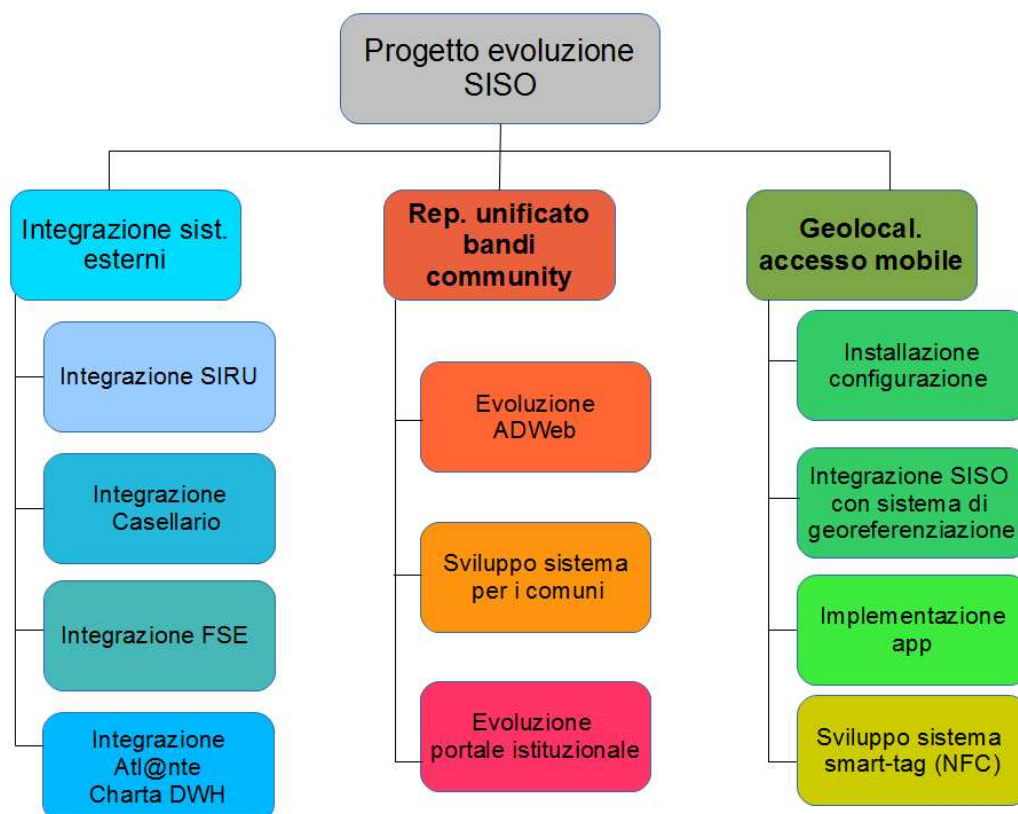 Progetto evoluzione
SISO
Integrazione sist.
esterni
Integrazione SIRU
Integrazione
Casellario
Integrazione FSE
Integrazione
Atl@nte
Charta DWH
Rep. unificato
bandi
community
Evoluzione
ADWeb
Sviluppo sistema
per i comuni
Evoluzione
portale istituzionale
Geolocal.
accesso mobile
Installazione
configurazione
Integrazione SISO
con sistema di
georeferenziazione
Implementazione
app
Sviluppo sistema
smart-tag (NFC)